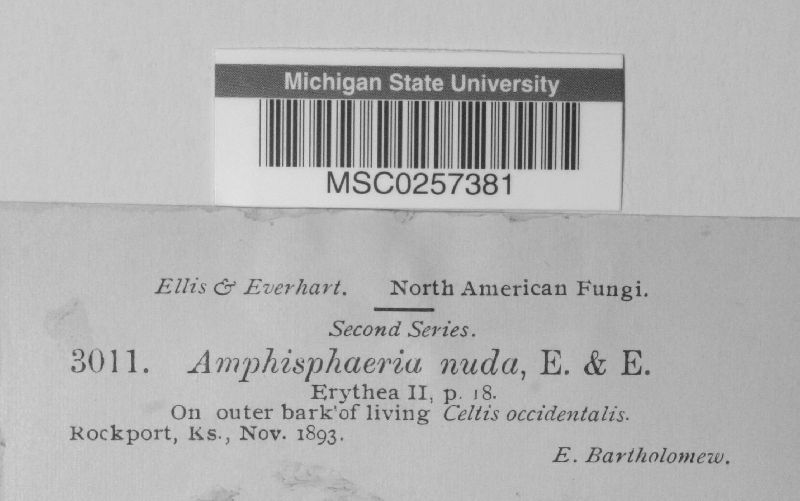 Michigan State University
MSC0257381
Ellis & Everhart. North American Fungi.
Second Series.
3011. Amphisphaeria nuda, E. & E.
Erythea II, p. 18.
On outer bark of living Celtis occidentalis.
Rockport, Ks., Nov. 1893.
E. Bartholomew.